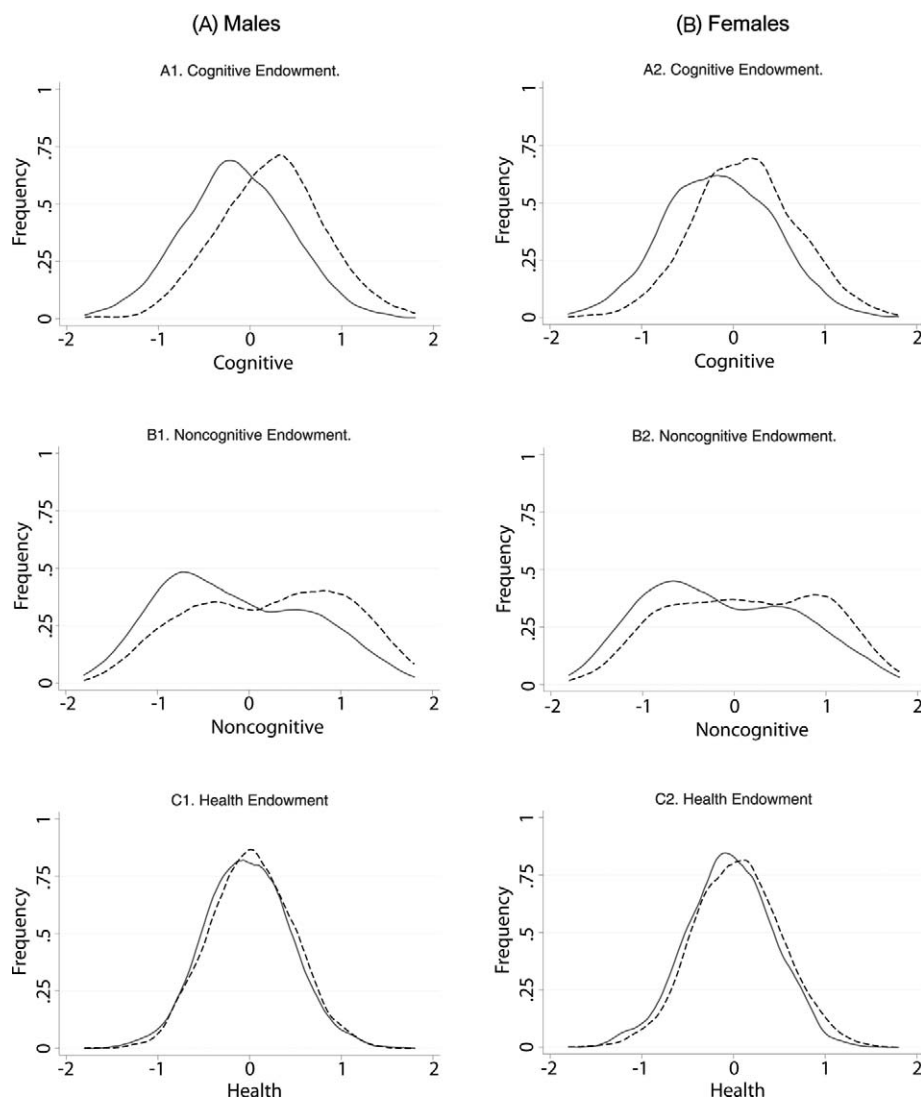 (A) Males
(B) Females
A1. Cognitive Endowment.
1
.75
.5
.25
0
Frequency
-2 -1 0 1 2
Cognitive
A2. Cognitive Endowment.
1
.75
.5
.25
0
Frequency
-2 -1 0 1 2
Cognitive
B1. Noncognitive Endowment.
1
.75
.5
.25
0
Frequency
-2 -1 0 1 2
Noncognitive
B2. Noncognitive Endowment.
1
.75
.5
.25
0
Frequency
-2 -1 0 1 2
Noncognitive
C1. Health Endowment
1
.75
.5
.25
0
Frequency
-2 -1 0 1 2
Health
C2. Health Endowment
1
.75
.5
.25
0
Frequency
-2 -1 0 1 2
Health